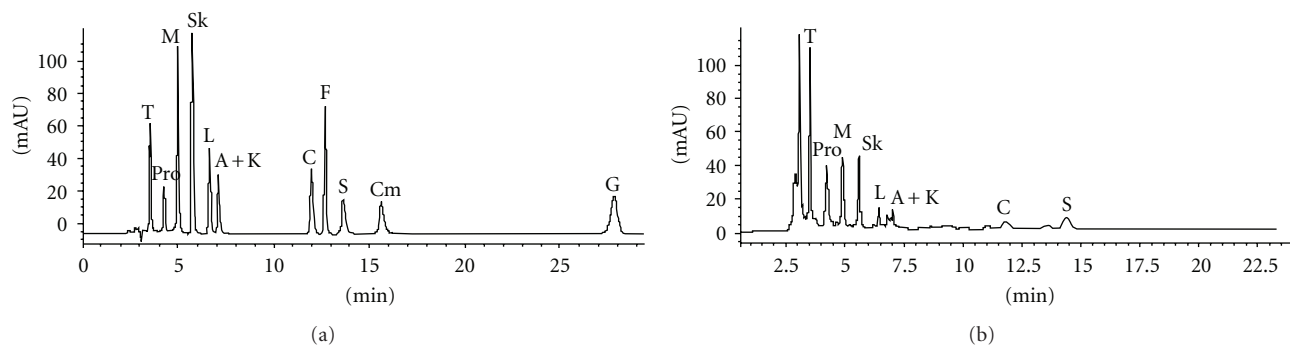 Sk
M
100
80
F
T
60
L
40
Pro
A + K
C
S
Cm
G
20
0
(mAU)
0 5 10 15 20 25
(min)
(a)
T
100
80
60
M
Pro
Sk
40
L
A + K
C
S
20
0
(mAU)
2.5 5 7.5 10 12.5 15 17.5 20 22.5
(min)
(b)